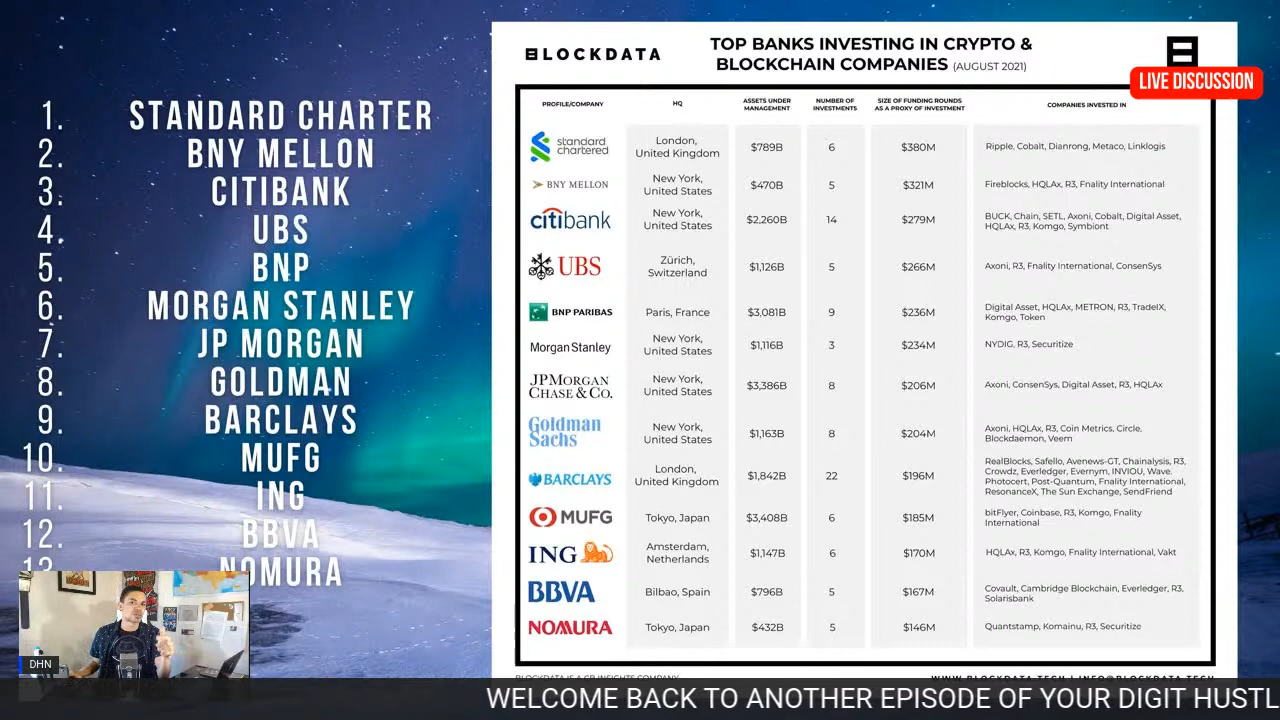 1. STANDARD CHARTER
2. BNY MELLON
3. CITIBANK
4. UBS
5. BNP
6. MORGAN STANLEY
7. JP MORGAN
8. GOLDMAN
9. BARCLAYS
10. MUFG
11. ING
12. BBVA
13. NOMURA
DHN
BLOCKDATA
TOP BANKS INVESTING IN CRYPTO &
BLOCKCHAIN COMPANIES (AUGUST 2021)
LIVE DISCUSSION
PROFILE/COMPANY
HQ
ASSETS UNDER
MANAGEMENT
NUMBER OF
INVESTMENTS
SIZE OF FUNDING ROUNDS
AS A PROXY OF INVESTMENT
COMPANIES INVESTED IN
standard
chartered
London,
United Kingdom
$789B
6
$380M
Ripple, Cobalt, Dianrong, Metaco, Linklogis
BNY MELLON
New York,
United States
$470B
5
$321M
Fireblocks, HQLAx, R3, Fnality International
citibank
New York,
United States
$2,260B
14
$279M
BUCK, Chain, SETL, Axoni, Cobalt, Digital Asset,
HQLAx, R3, Komgo, Symbiont
UBS
Zürich,
Switzerland
$1,126B
5
$266M
Axoni, R3, Fnality International, ConsenSys
BNP PARIBAS
Paris, France
$3,081B
9
$236M
Digital Asset, HQLAx, METRON, R3, TradeIX,
Komgo, Token
Morgan Stanley
New York,
United States
$1,116B
3
$234M
NYDIG, R3, Securitize
JPMORGAN
CHASE & CO.
New York,
United States
$3,386B
8
$206M
Axoni, ConsenSys, Digital Asset, R3, HQLAx
Goldman
Sachs
New York,
United States
$1,163B
8
$204M
Axoni, HQLAx, R3, Coin Metrics, Circle,
Blockdaemon, Veem
BARCLAYS
London,
United Kingdom
$1,842B
22
$196M
RealBlocks, Safello, Avenews-GT, Chainalysis, R3,
Crowdz, Everledger, Evernym, INVIOU, Wave.
Photocert, Post-Quantum, Fnality International,
ResonanceX, The Sun Exchange, SendFriend
MUFG
Tokyo, Japan
$3,408B
6
$185M
bitFlyer, Coinbase, R3, Komgo, Fnality
International
ING
Amsterdam,
Netherlands
$1,147B
6
$170M
HQLAx, R3, Komgo, Fnality International, Vakt
BBVA
Bilbao, Spain
$796B
5
$167M
Covault, Cambridge Blockchain, Everledger, R3,
Solarisbank
NOMURA
Tokyo, Japan
$432B
5
$146M
Quantstamp, Komainu, R3, Securitize
BLOCKDATA IS A CB INSIGHTS COMPANY
WWW.BLOCKDATA.TECH | INFO@BLOCKDATA.TECH
WELCOME BACK TO ANOTHER EPISODE OF YOUR DIGIT HUSTL